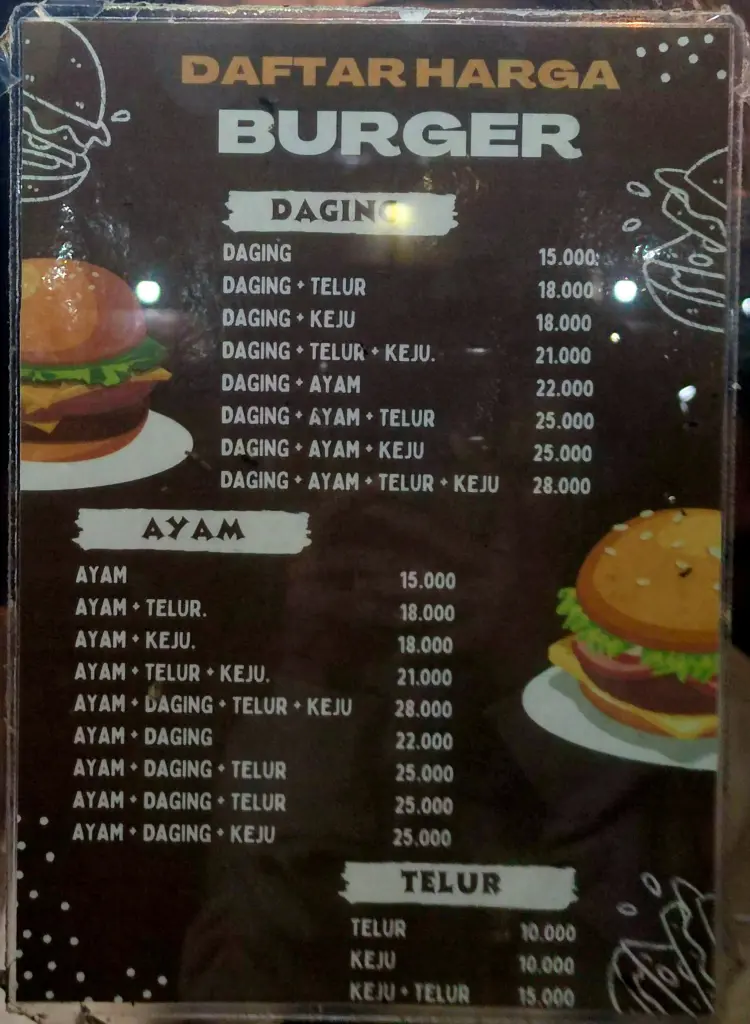 DAFTAR HARGA
BURGER
DAGING
DAGING 15.000
DAGING + TELUR 18.000
DAGING + KEJU 18.000
DAGING + TELUR + KEJU. 21.000
DAGING + AYAM 22.000
DAGING + AYAM + TELUR 25.000
DAGING + AYAM + KEJU 25.000
DAGING + AYAM + TELUR + KEJU 28.000
AYAM
AYAM 15.000
AYAM + TELUR. 18.000
AYAM + KEJU. 18.000
AYAM + TELUR + KEJU. 21.000
AYAM + DAGING + TELUR + KEJU 28.000
AYAM + DAGING 22.000
AYAM + DAGING + TELUR 25.000
AYAM + DAGING + TELUR 25.000
AYAM + DAGING + KEJU 25.000
TELUR
TELUR 10.000
KEJU 10.000
KEJU + TELUR 15.000